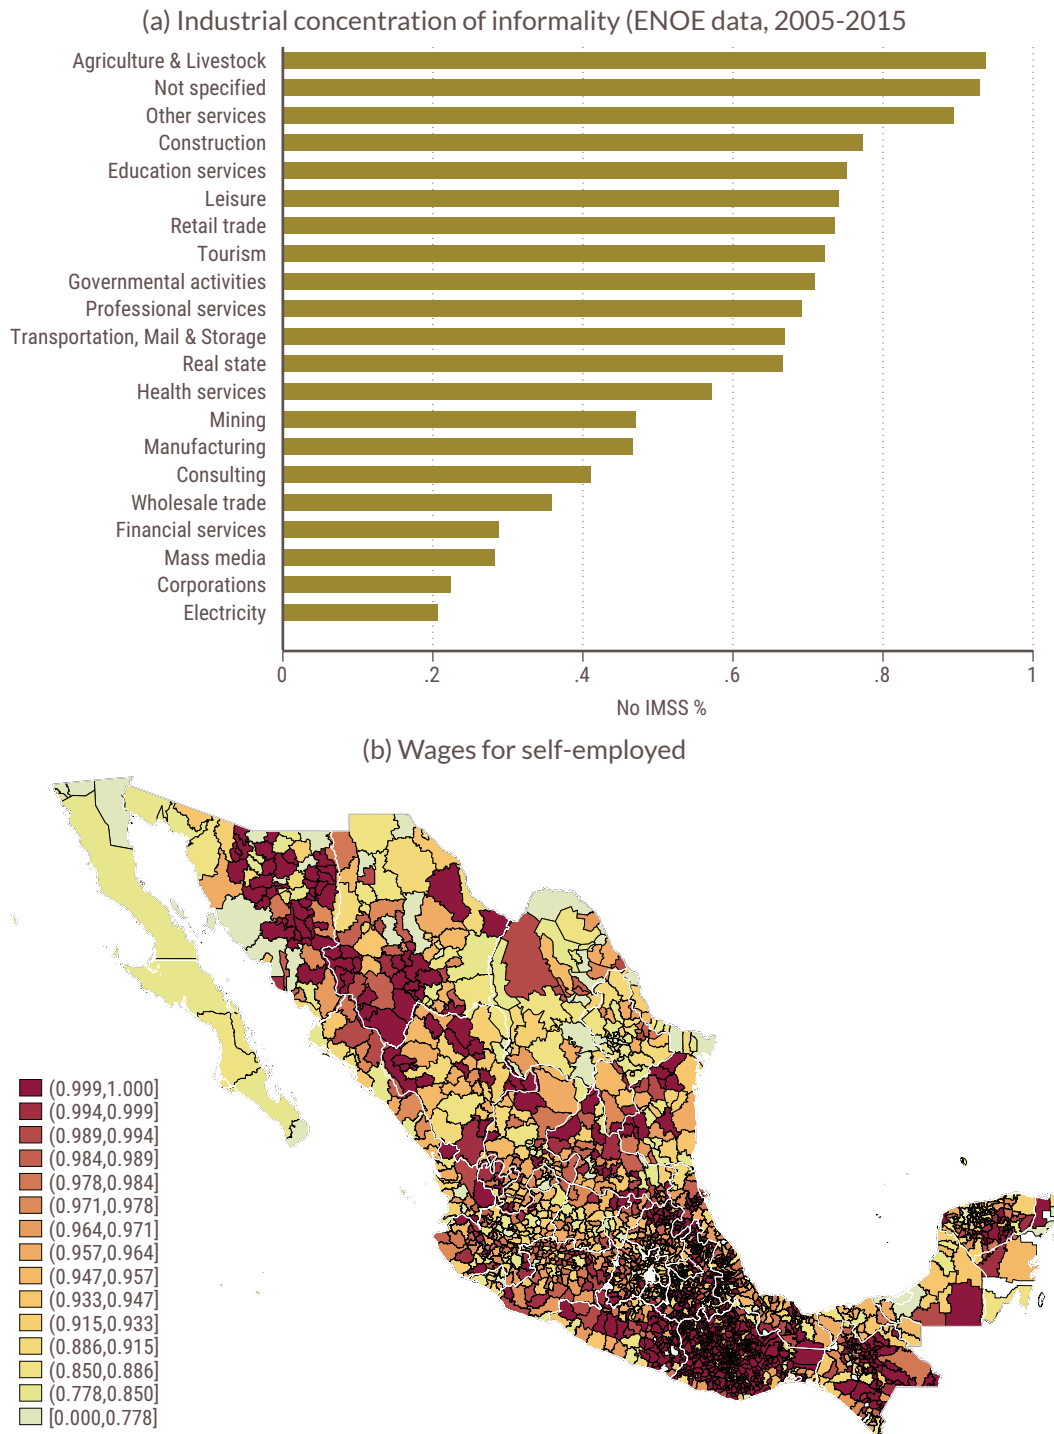 (a) Industrial concentration of informality (ENOE data, 2005-2015
Agriculture & Livestock
Not specified
Other services
Construction
Education services
Leisure
Retail trade
Tourism
Governmental activities
Professional services
Transportation, Mail & Storage
Real state
Health services
Mining
Manufacturing
Consulting
Wholesale trade
Financial services
Mass media
Corporations
Electricity
0 .2 .4 .6 .8 1
No IMSS %
(b) Wages for self-employed
(0.999,1.000]
(0.994,0.999]
(0.989,0.994]
(0.984,0.989]
(0.978,0.984]
(0.971,0.978]
(0.964,0.971]
(0.957,0.964]
(0.947,0.957]
(0.933,0.947]
(0.915,0.933]
(0.886,0.915]
(0.850,0.886]
(0.778,0.850]
[0.000,0.778]